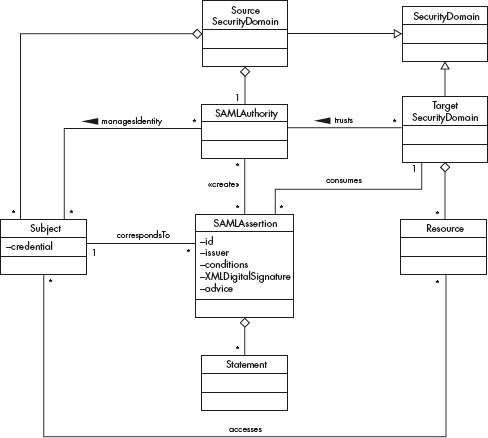 Source
SecurityDomain
SecurityDomain
1
SAMLAuthority
managesIdentity
*
trusts
*
Target
SecurityDomain
*
«create»
consumes
1
*
*
*
*
*
Subject
–credential
correspondsTo
1
*
SAMLAssertion
–id
–issuer
–conditions
–XMLDigitalSignature
–advice
Resource
*
*
*
Statement
accesses